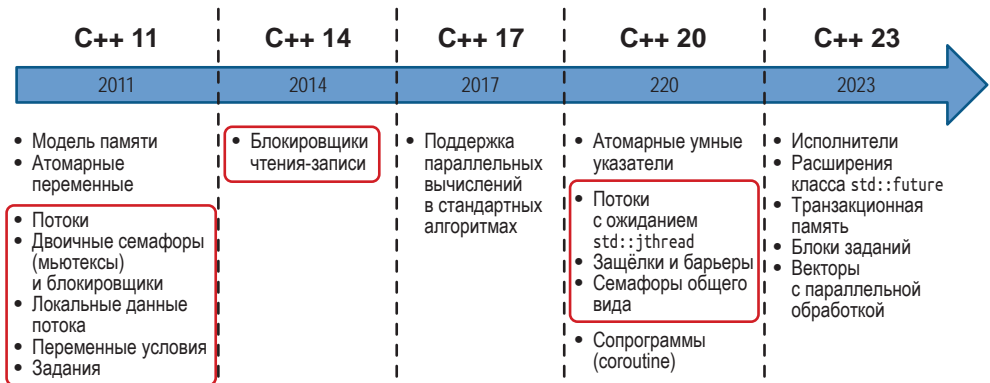 C++ 11
C++ 14
C++ 17
C++ 20
C++ 23
2011
2014
2017
220
2023
• Модель памяти
• Атомарные
переменные
• Потоки
• Двоичные семафоры
(мьютексы)
и блокировщики
• Локальные данные
потока
• Переменные условия
• Задания
• Блокировщики
чтения-записи
• Поддержка
параллельных
вычислений
в стандартных
алгоритмах
• Атомарные умные
указатели
• Потоки
с ожиданием
std::jthread
• Защёлки и барьеры
• Семафоры общего
вида
• Сопрограммы
(coroutine)
• Исполнители
• Расширения
класса std::future
• Транзакционная
память
• Блоки заданий
• Векторы
с параллельной
обработкой